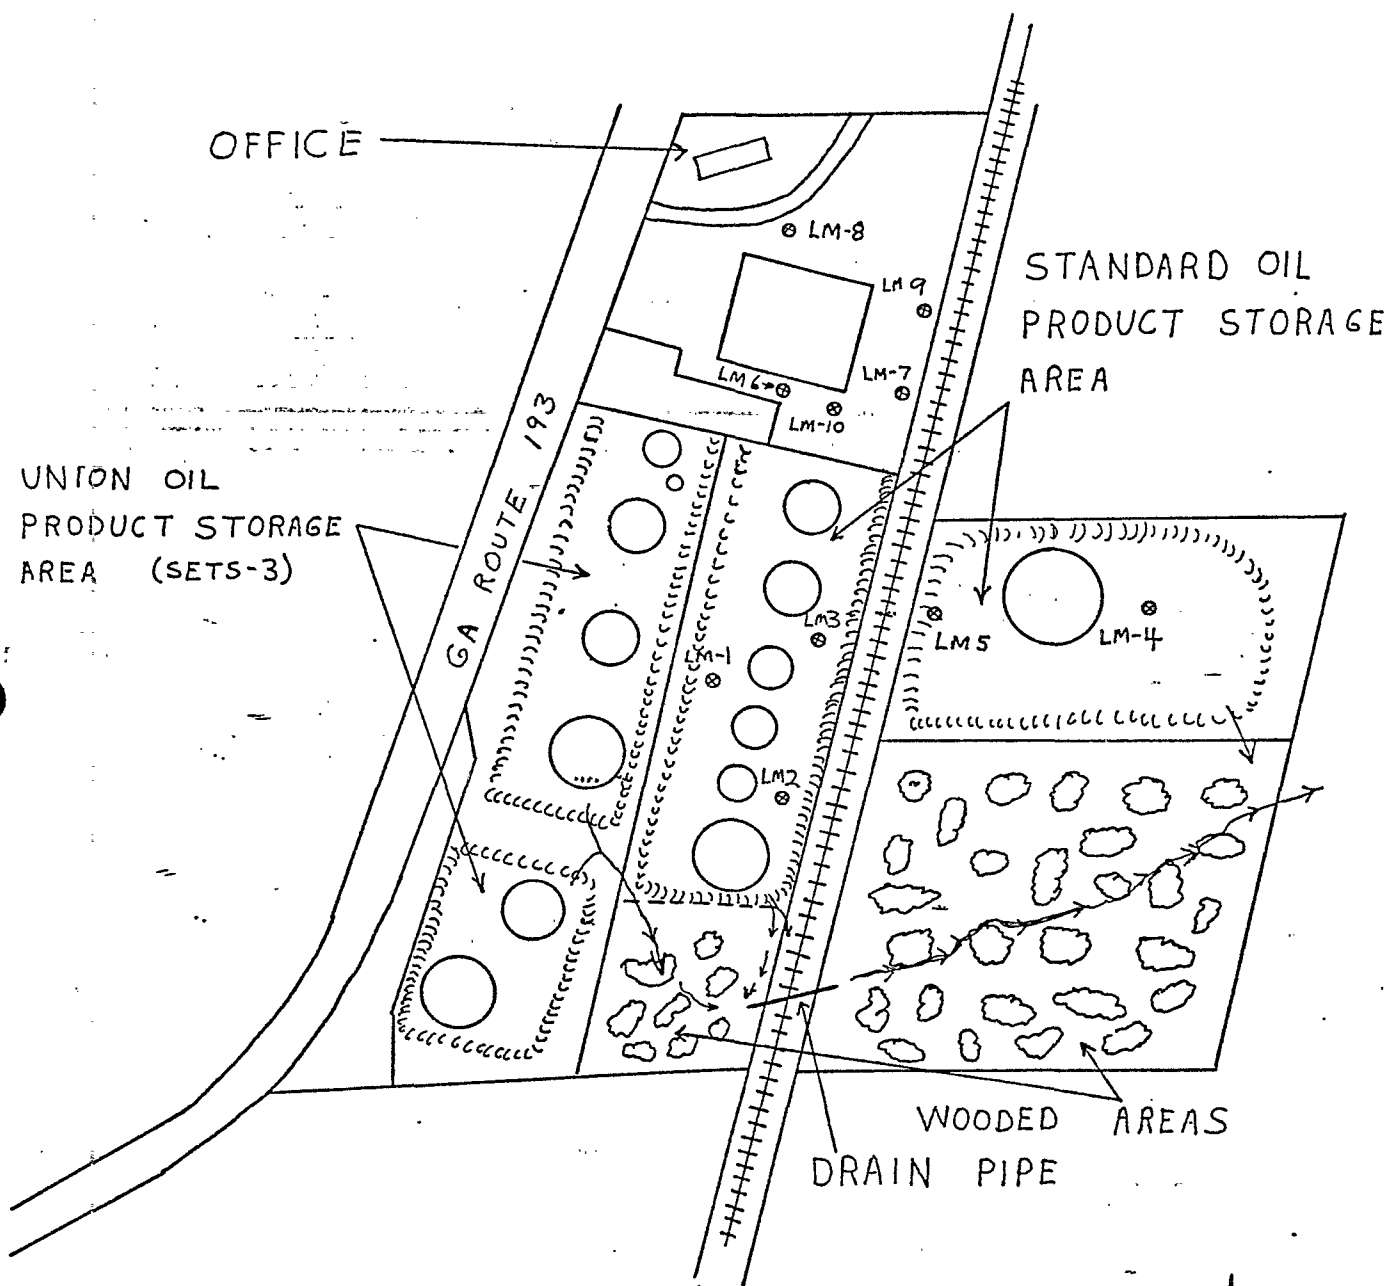 OFFICE
LM-8
STANDARD OIL
PRODUCT STORAGE
AREA
LM 9
LM-7
LM 6
LM-10
GA ROUTE 193
UNION OIL
PRODUCT STORAGE
AREA (SETS-3)
LM3
LM-1
LM5
LM-4
LM2
WOODED AREAS
DRAIN PIPE